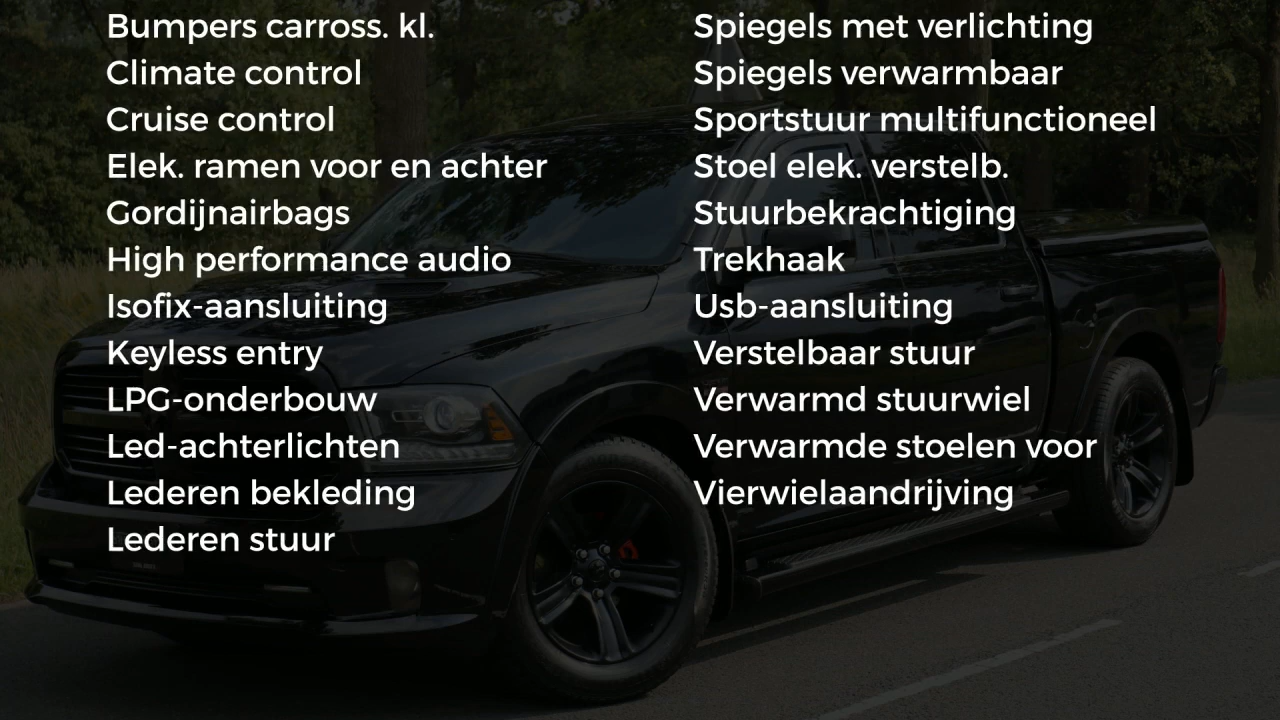 Bumpers carross. kl.
Climate control
Cruise control
Elek. ramen voor en achter
Gordijnairbags
High performance audio
Isofix-aansluiting
Keyless entry
LPG-onderbouw
Led-achterlichten
Lederen bekleding
Lederen stuur
Spiegels met verlichting
Spiegels verwarmbaar
Sportstuur multifunctioneel
Stoel elek. verstelb.
Stuurbekrachtiging
Trekhaak
Usb-aansluiting
Verstelbaar stuur
Verwarmd stuurwiel
Verwarmde stoelen voor
Vierwielaandrijving